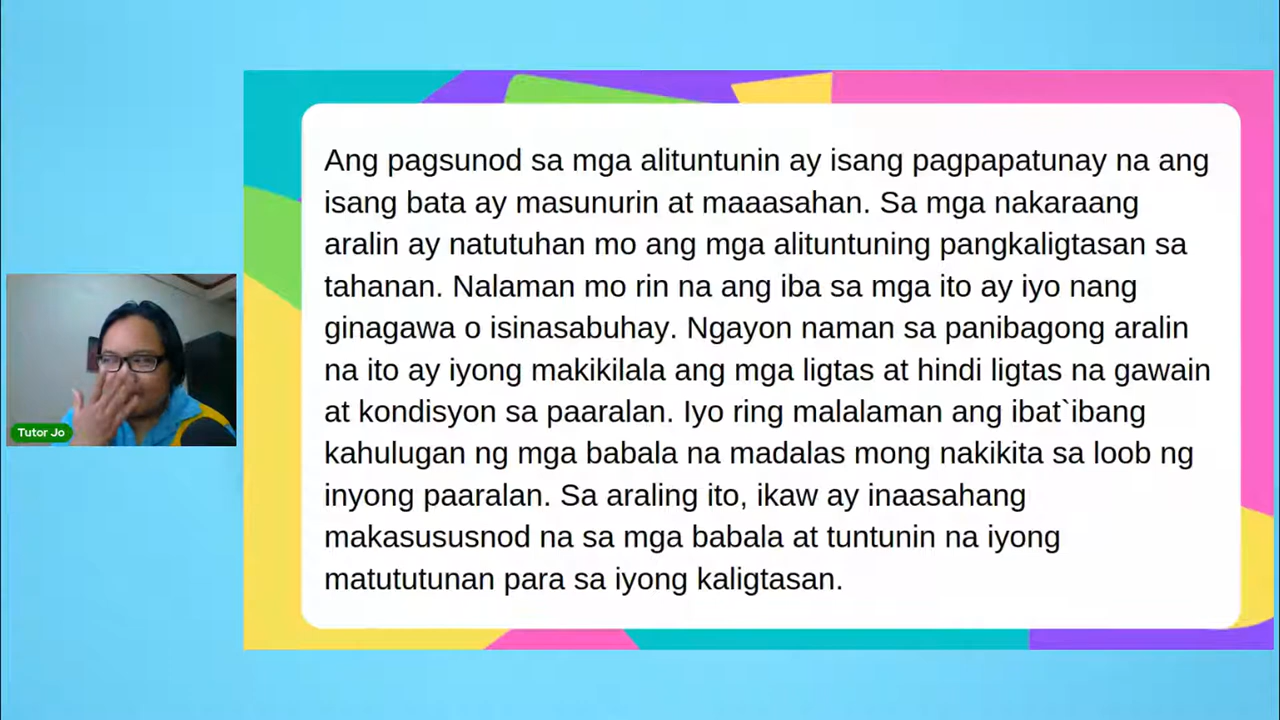 Ang pagsunod sa mga alituntunin ay isang pagpapatunay na ang
isang bata ay masunurin at maaasahan. Sa mga nakaraang
aralin ay natutuhan mo ang mga alituntuning pangkaligtasan sa
tahanan. Nalaman mo rin na ang iba sa mga ito ay iyo nang
ginagawa o isinasabuhay. Ngayon naman sa panibagong aralin
na ito ay iyong makikilala ang mga ligtas at hindi ligtas na gawain
at kondisyon sa paaralan. Iyo ring malalaman ang ibat`ibang
kahulugan ng mga babala na madalas mong nakikita sa loob ng
inyong paaralan. Sa araling ito, ikaw ay inaasahang
makasususnod na sa mga babala at tuntunin na iyong
matututunan para sa iyong kaligtasan.
Tutor Jo